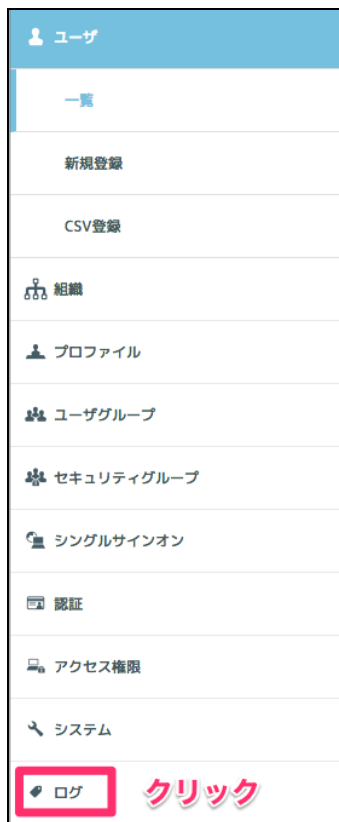 ユーザ
一覧
新規登録
CSV登録
組織
プロファイル
ユーザグループ
セキュリティグループ
シングルサインオン
認証
アクセス権限
システム
ログ クリック